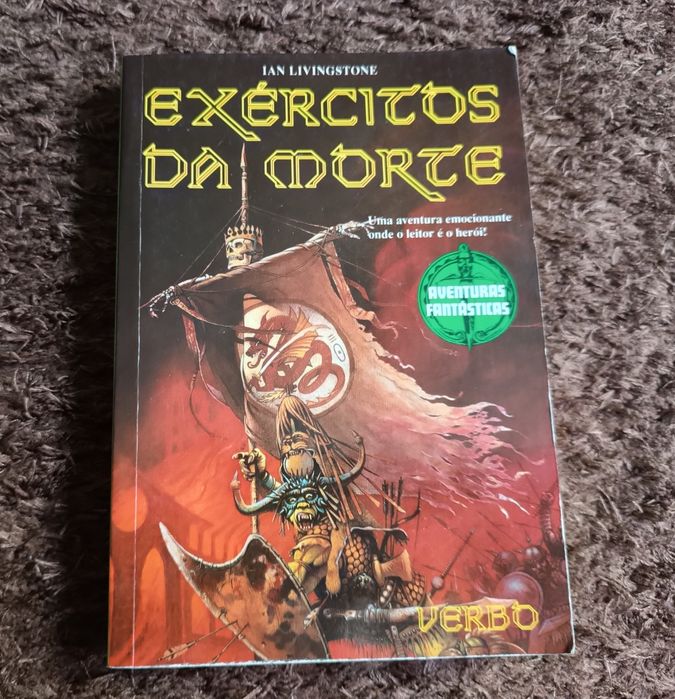 IAN LIVINGSTONE
EXÉRCITOS
DA MORTE
Uma aventura emocionante
onde o leitor é o herói!
AVENTURAS
FANTÁSTICAS
VERBO